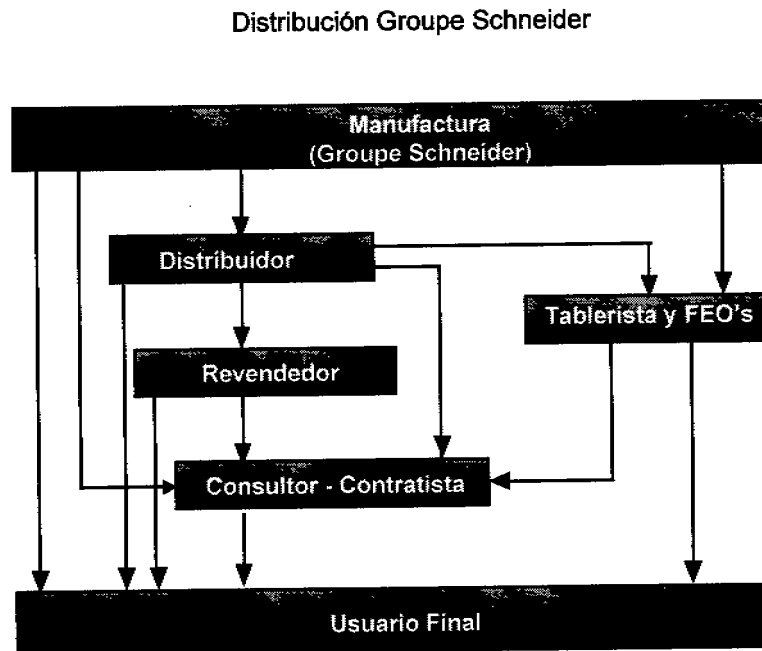 Distribución Groupe Schneider
Manufactura
(Groupe Schneider)
Distribuidor
Tablerista y FEO's
Revendedor
Consultor - Contratista
Usuario Final